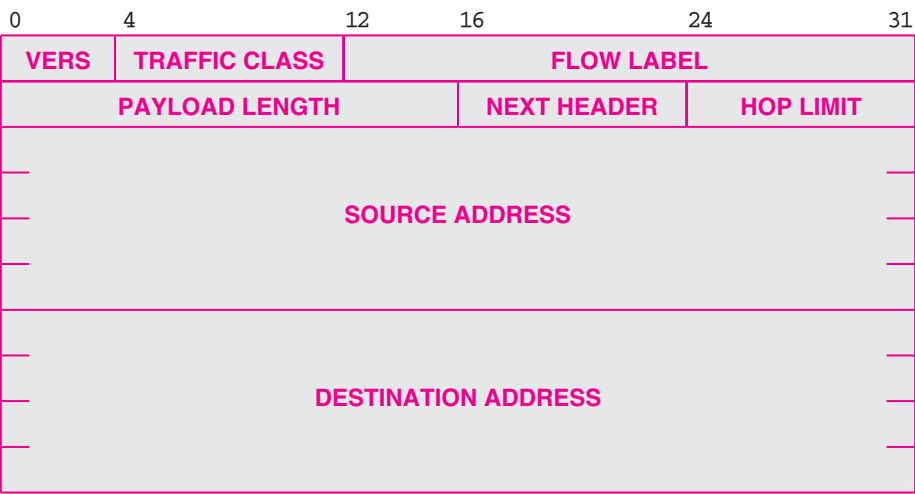 0 4 12 16 24 31
VERS TRAFFIC CLASS FLOW LABEL
PAYLOAD LENGTH NEXT HEADER HOP LIMIT
SOURCE ADDRESS
DESTINATION ADDRESS